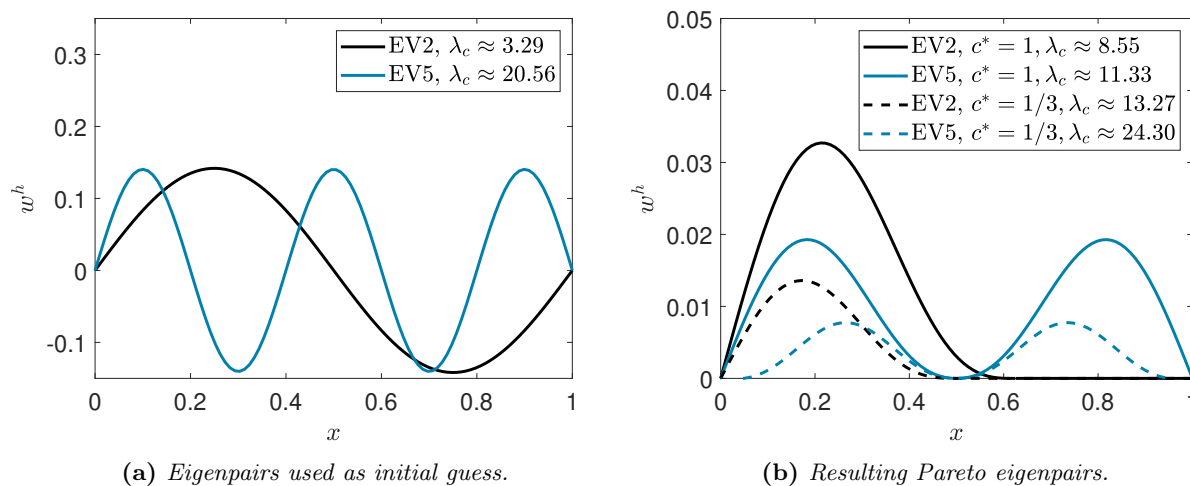 0.3
0.2
0.1
0
-0.1
w^h
EV2, λ_c ≈ 3.29
EV5, λ_c ≈ 20.56
0 0.2 0.4 0.6 0.8 1
x
(a) Eigenpairs used as initial guess.
0.05
0.04
0.03
0.02
0.01
0
w^h
EV2, c* = 1, λ_c ≈ 8.55
EV5, c* = 1, λ_c ≈ 11.33
EV2, c* = 1/3, λ_c ≈ 13.27
EV5, c* = 1/3, λ_c ≈ 24.30
0 0.2 0.4 0.6 0.8 1
x
(b) Resulting Pareto eigenpairs.